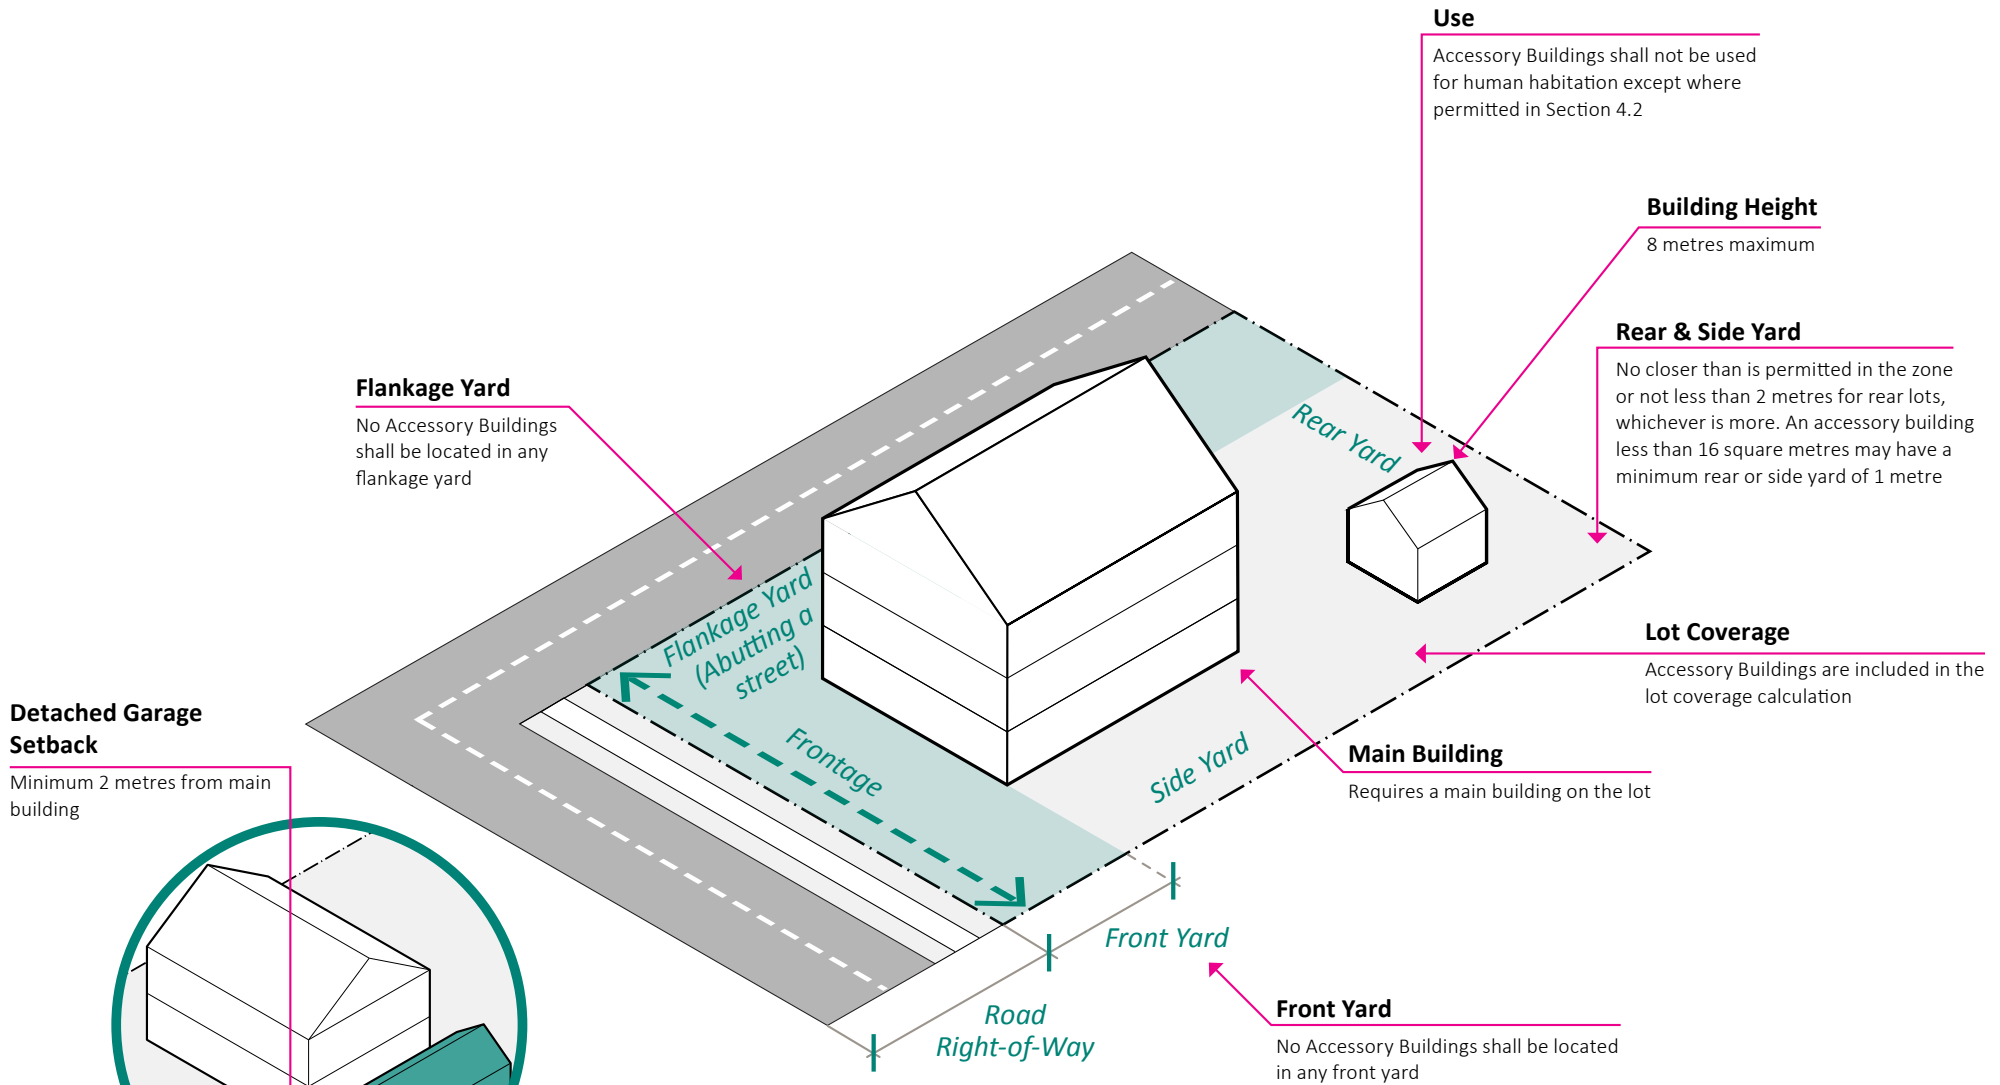 Use
Accessory Buildings shall not be used
for human habitation except where
permitted in Section 4.2
Building Height
8 metres maximum
Rear & Side Yard
No closer than is permitted in the zone
or not less than 2 metres for rear lots,
whichever is more. An accessory building
less than 16 square metres may have a
minimum rear or side yard of 1 metre
Flankage Yard
No Accessory Buildings
shall be located in any
flankage yard
Rear Yard
Flankage Yard
(Abutting a
street)
Frontage
Side Yard
Lot Coverage
Accessory Buildings are included in the
lot coverage calculation
Main Building
Requires a main building on the lot
Detached Garage
Setback
Minimum 2 metres from main
building
Front Yard
Road
Right-of-Way
Front Yard
No Accessory Buildings shall be located
in any front yard